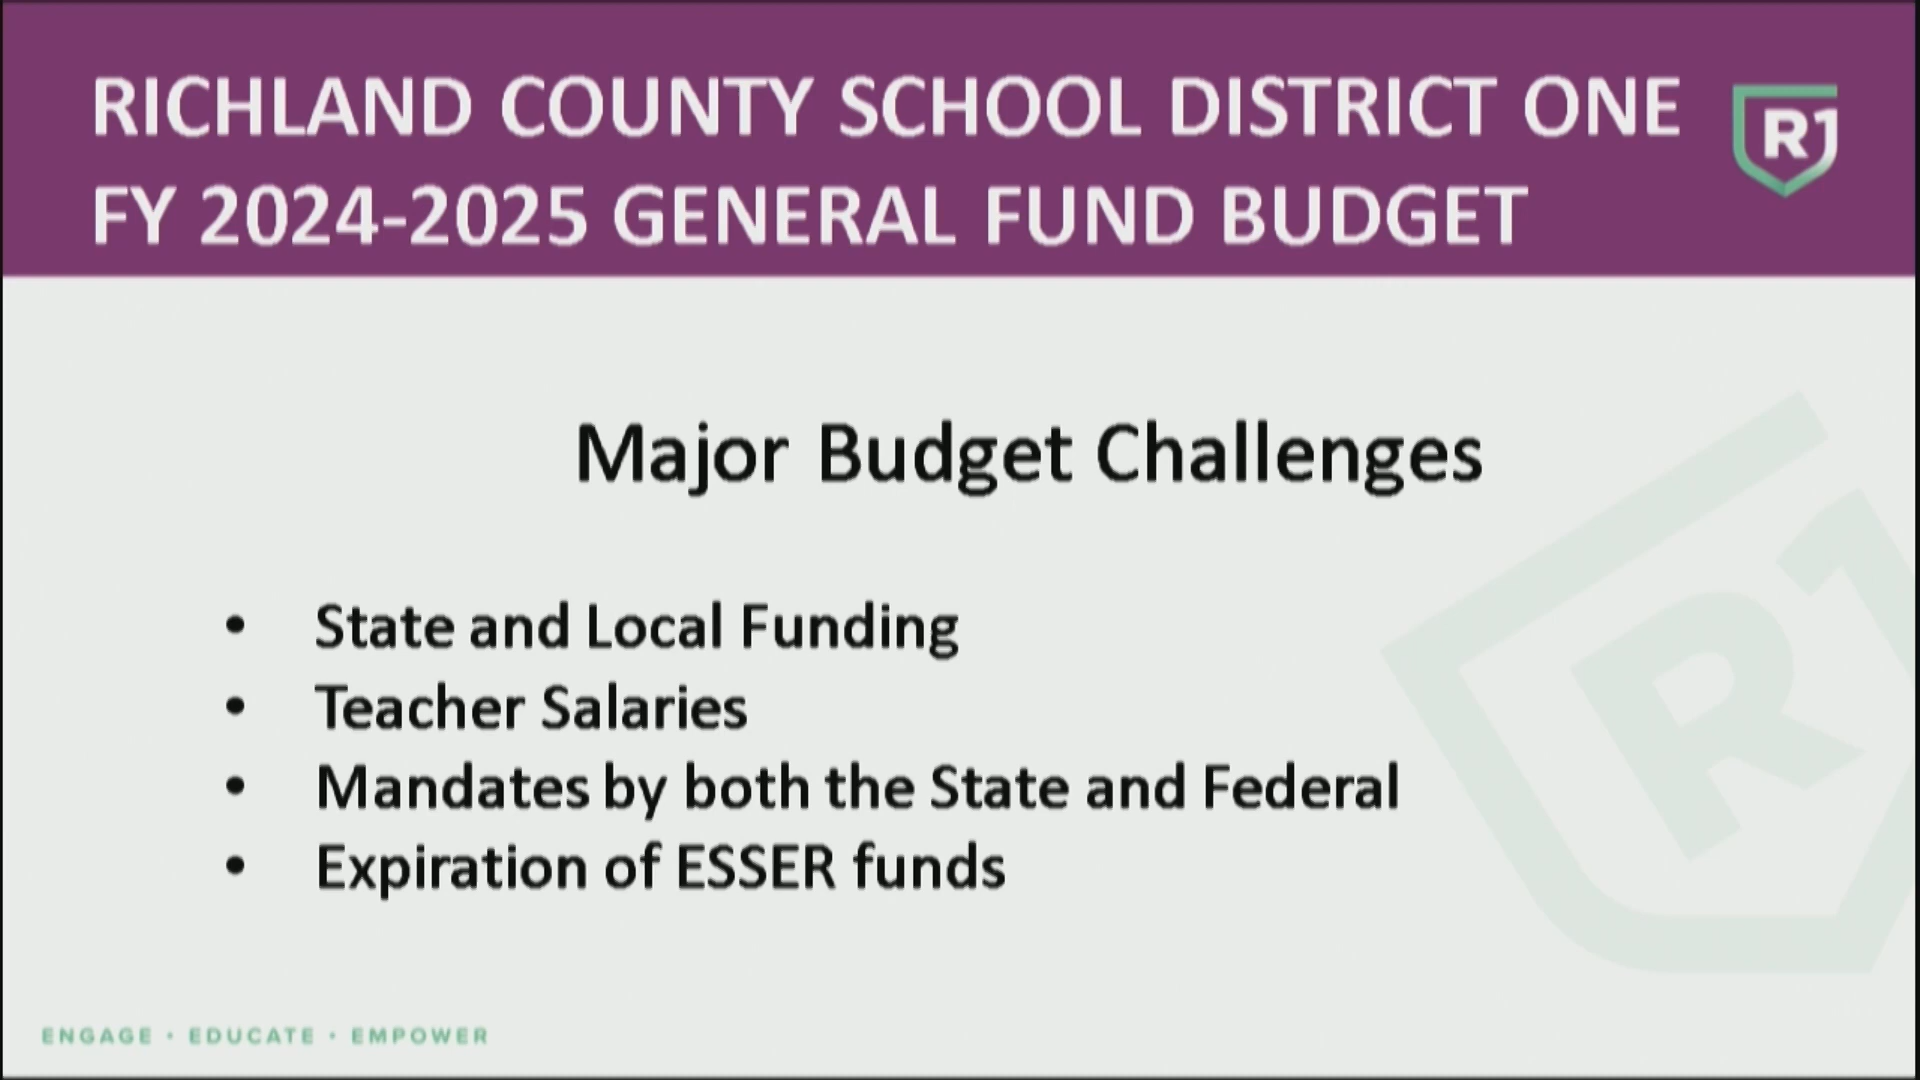 RICHLAND COUNTY SCHOOL DISTRICT ONE
R1
FY 2024-2025 GENERAL FUND BUDGET
Major Budget Challenges
• State and Local Funding
• Teacher Salaries
• Mandates by both the State and Federal
• Expiration of ESSER funds
R1
ENGAGE • EDUCATE • EMPOWER